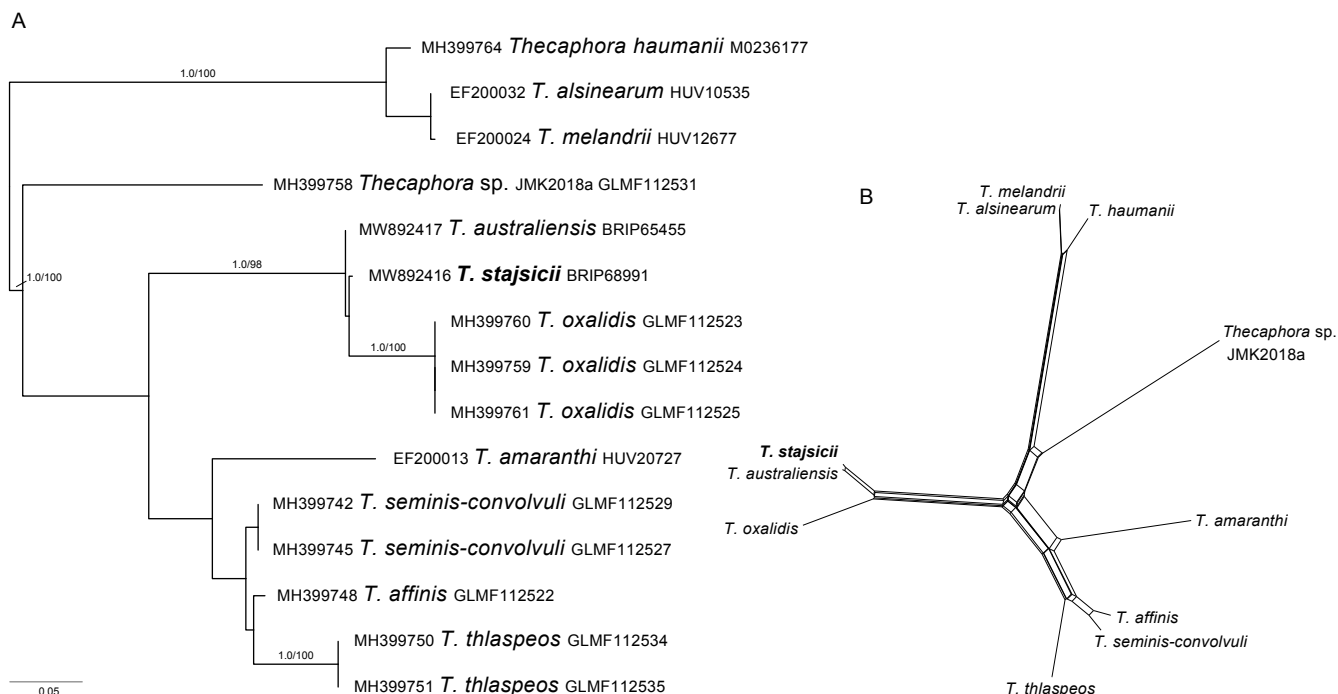 A
MH399764 Thecaphora haumanii M0236177
1.0/100
EF200032 T. alsinearum HUV10535
EF200024 T. melandrii HUV12677
MH399758 Thecaphora sp. JMK2018a GLMF112531
MW892417 T. australiensis BRIP65455
1.0/98
1.0/100
MW892416 T. stajsicii BRIP68991
MH399760 T. oxalidis GLMF112523
1.0/100
MH399759 T. oxalidis GLMF112524
MH399761 T. oxalidis GLMF112525
EF200013 T. amaranthi HUV20727
MH399742 T. seminis-convolvuli GLMF112529
MH399745 T. seminis-convolvuli GLMF112527
MH399748 T. affinis GLMF112522
MH399750 T. thlaspeos GLMF112534
1.0/100
MH399751 T. thlaspeos GLMF112535
0.05
B
T. melandrii
T. alsinearum
T. haumanii
Thecaphora sp.
JMK2018a
T. stajsicii
T. australiensis
T. oxalidis
T. amaranthi
T. affinis
T. seminis-convolvuli
T. thlaspeos